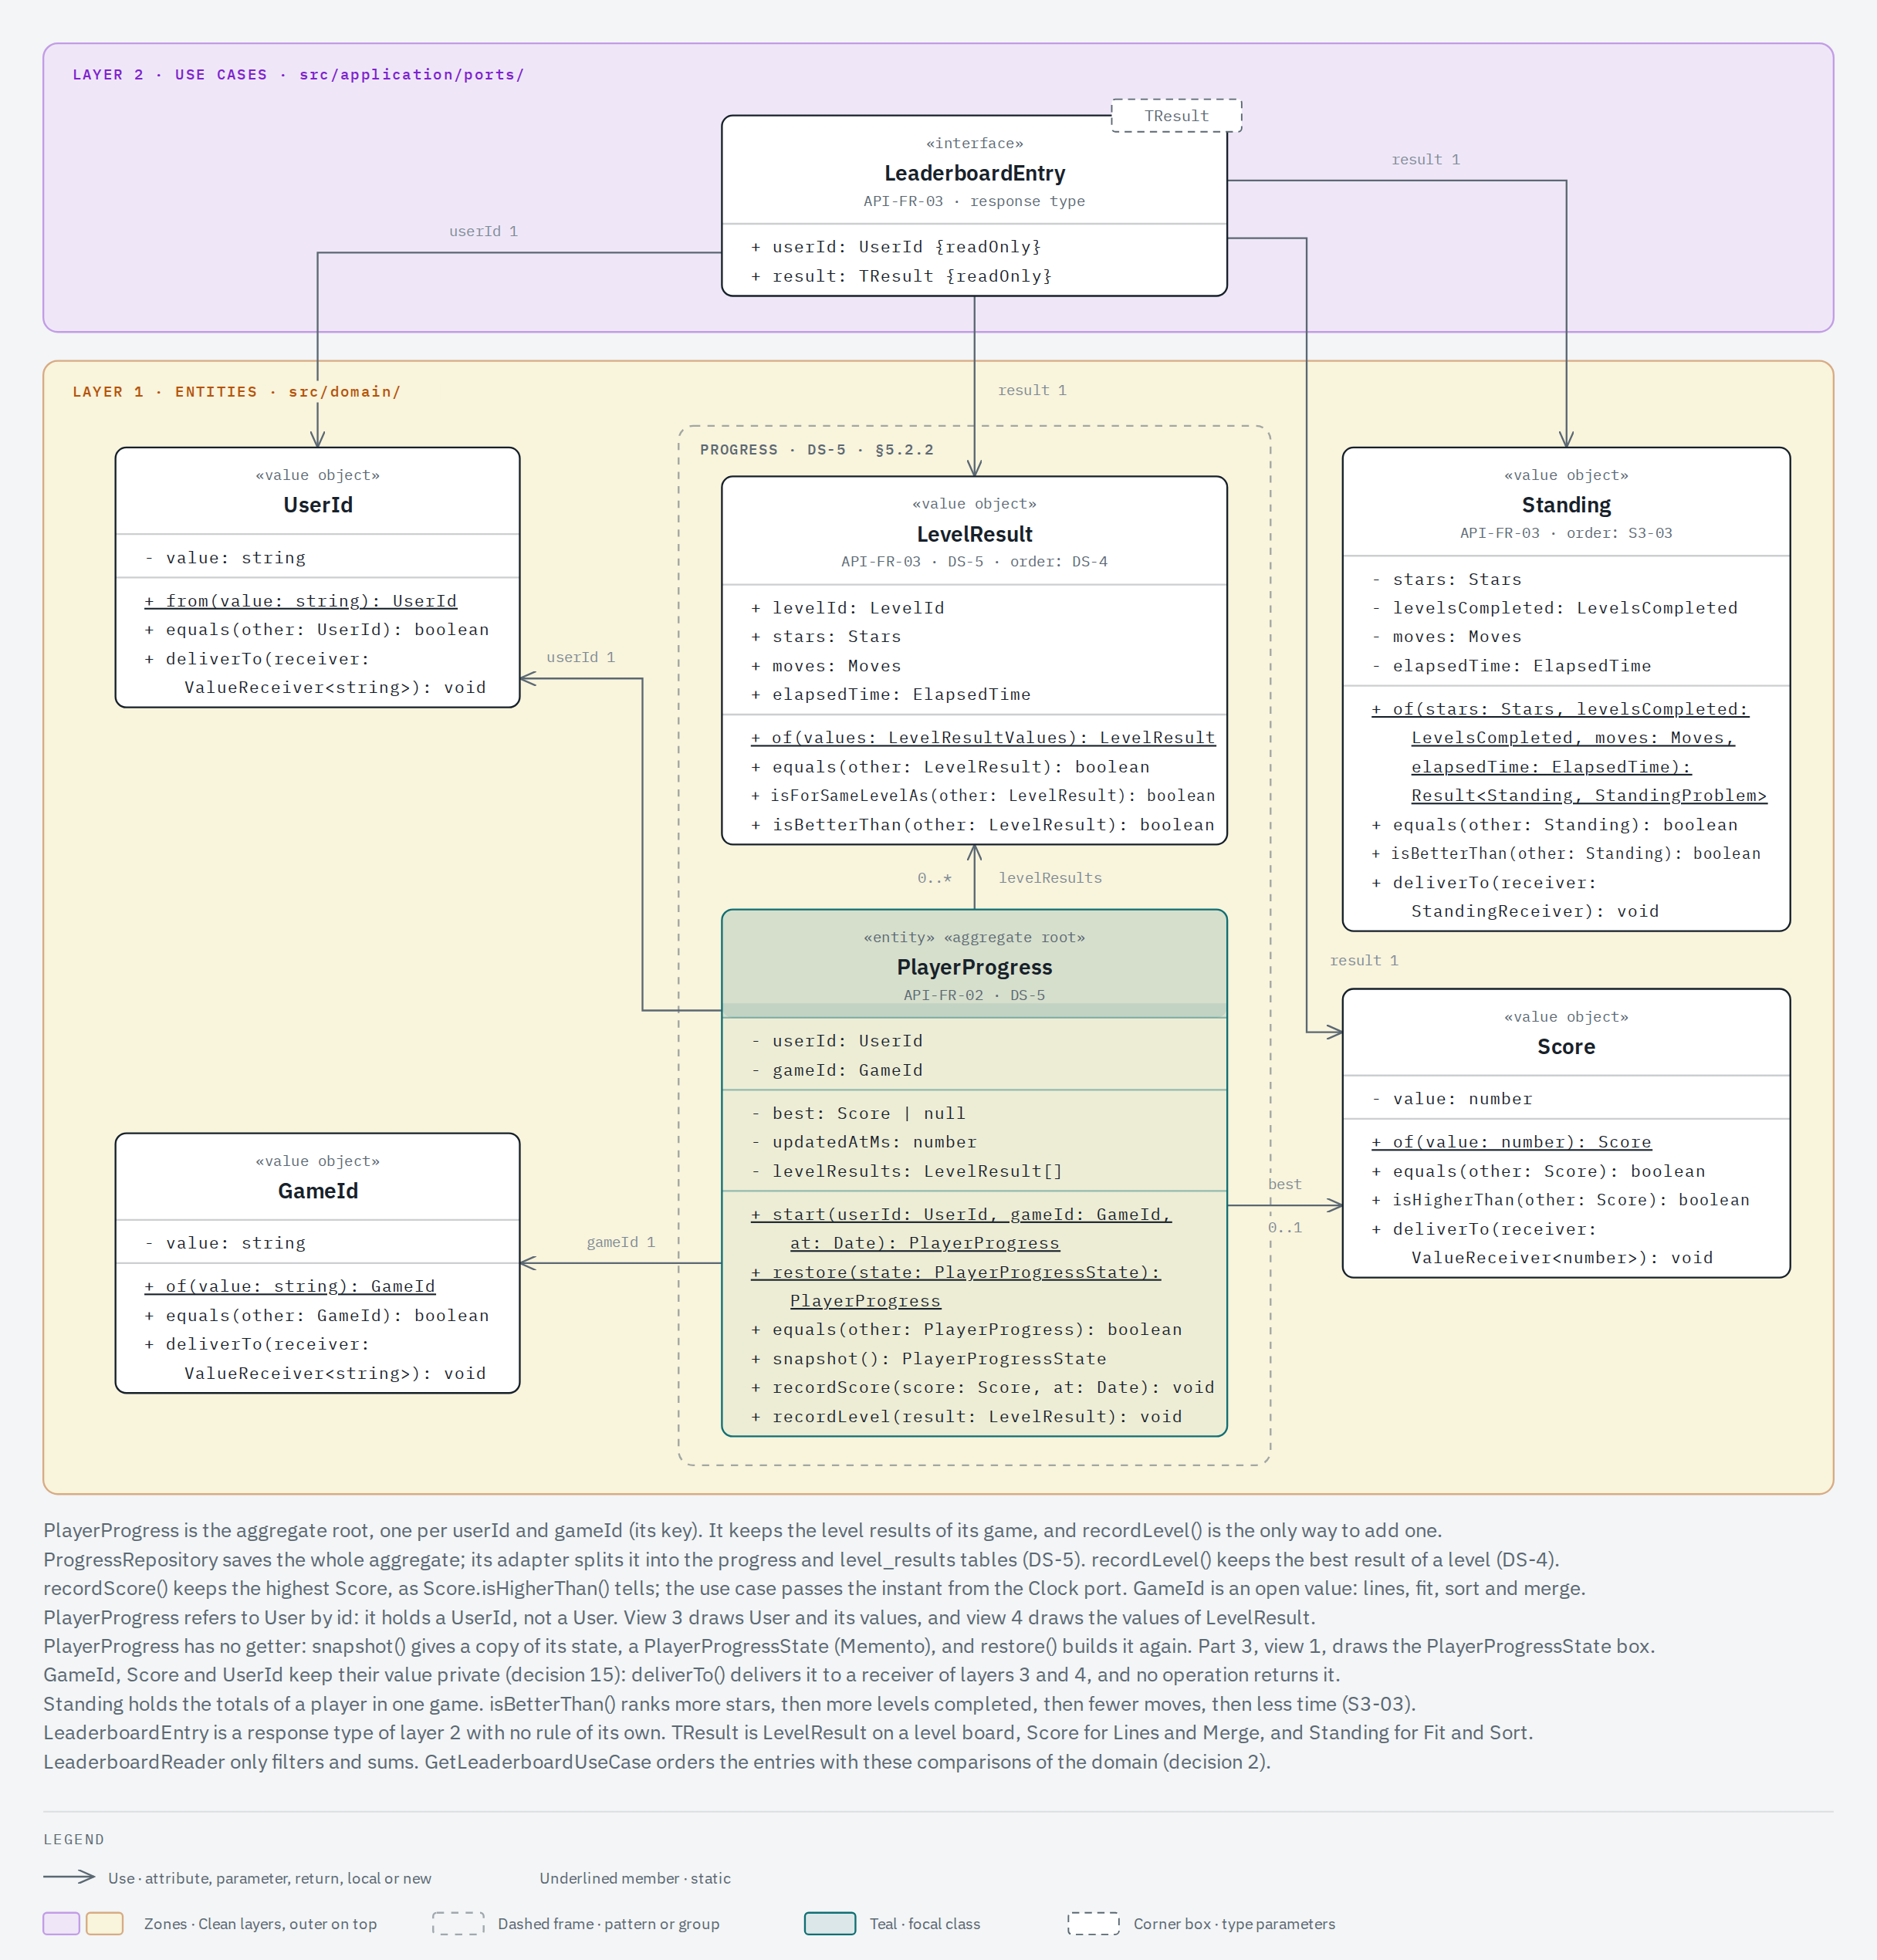 LAYER 2 · USE CASES · src/application/ports/
TResult
«interface»
LeaderboardEntry
API-FR-03 · response type
+ userId: UserId {readOnly}
+ result: TResult {readOnly}
userId 1
result 1
result 1
LAYER 1 · ENTITIES · src/domain/
PROGRESS · DS-5 · §5.2.2
«value object»
UserId
- value: string
+ from(value: string): UserId
+ equals(other: UserId): boolean
+ deliverTo(receiver:
ValueReceiver<string>): void
userId 1
«value object»
LevelResult
API-FR-03 · DS-5 · order: DS-4
+ levelId: LevelId
+ stars: Stars
+ moves: Moves
+ elapsedTime: ElapsedTime
+ of(values: LevelResultValues): LevelResult
+ equals(other: LevelResult): boolean
+ isForSameLevelAs(other: LevelResult): boolean
+ isBetterThan(other: LevelResult): boolean
0..*
levelResults
«value object»
Standing
API-FR-03 · order: S3-03
- stars: Stars
- levelsCompleted: LevelsCompleted
- moves: Moves
- elapsedTime: ElapsedTime
+ of(stars: Stars, levelsCompleted:
LevelsCompleted, moves: Moves,
elapsedTime: ElapsedTime):
Result<Standing, StandingProblem>
+ equals(other: Standing): boolean
+ isBetterThan(other: Standing): boolean
+ deliverTo(receiver:
StandingReceiver): void
result 1
«entity» «aggregate root»
PlayerProgress
API-FR-02 · DS-5
- userId: UserId
- gameId: GameId
- best: Score | null
- updatedAtMs: number
- levelResults: LevelResult[]
+ start(userId: UserId, gameId: GameId,
at: Date): PlayerProgress
+ restore(state: PlayerProgressState):
PlayerProgress
+ equals(other: PlayerProgress): boolean
+ snapshot(): PlayerProgressState
+ recordScore(score: Score, at: Date): void
+ recordLevel(result: LevelResult): void
best
0..1
«value object»
Score
- value: number
+ of(value: number): Score
+ equals(other: Score): boolean
+ isHigherThan(other: Score): boolean
+ deliverTo(receiver:
ValueReceiver<number>): void
«value object»
GameId
- value: string
+ of(value: string): GameId
+ equals(other: GameId): boolean
+ deliverTo(receiver:
ValueReceiver<string>): void
gameId 1
PlayerProgress is the aggregate root, one per userId and gameId (its key). It keeps the level results of its game, and recordLevel() is the only way to add one.
ProgressRepository saves the whole aggregate; its adapter splits it into the progress and level_results tables (DS-5). recordLevel() keeps the best result of a level (DS-4).
recordScore() keeps the highest Score, as Score.isHigherThan() tells; the use case passes the instant from the Clock port. GameId is an open value: lines, fit, sort and merge.
PlayerProgress refers to User by id: it holds a UserId, not a User. View 3 draws User and its values, and view 4 draws the values of LevelResult.
PlayerProgress has no getter: snapshot() gives a copy of its state, a PlayerProgressState (Memento), and restore() builds it again. Part 3, view 1, draws the PlayerProgressState box.
GameId, Score and UserId keep their value private (decision 15): deliverTo() delivers it to a receiver of layers 3 and 4, and no operation returns it.
Standing holds the totals of a player in one game. isBetterThan() ranks more stars, then more levels completed, then fewer moves, then less time (S3-03).
LeaderboardEntry is a response type of layer 2 with no rule of its own. TResult is LevelResult on a level board, Score for Lines and Merge, and Standing for Fit and Sort.
LeaderboardReader only filters and sums. GetLeaderboardUseCase orders the entries with these comparisons of the domain (decision 2).
LEGEND
Use · attribute, parameter, return, local or new
Underlined member · static
Zones · Clean layers, outer on top
Dashed frame · pattern or group
Teal · focal class
Corner box · type parameters